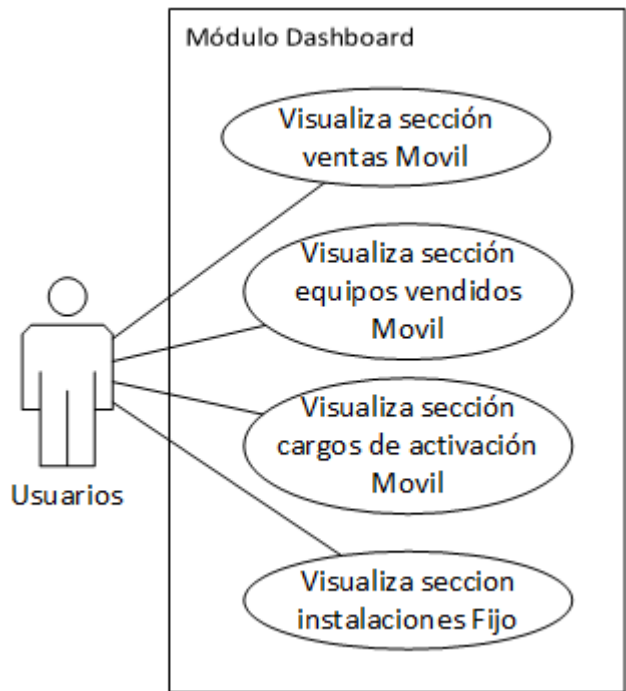 Módulo Dashboard
Visualiza sección
ventas Movil
Visualiza sección
equipos vendidos
Movil
Visualiza sección
cargos de activación
Movil
Usuarios
Visualiza seccion
instalaciones Fijo